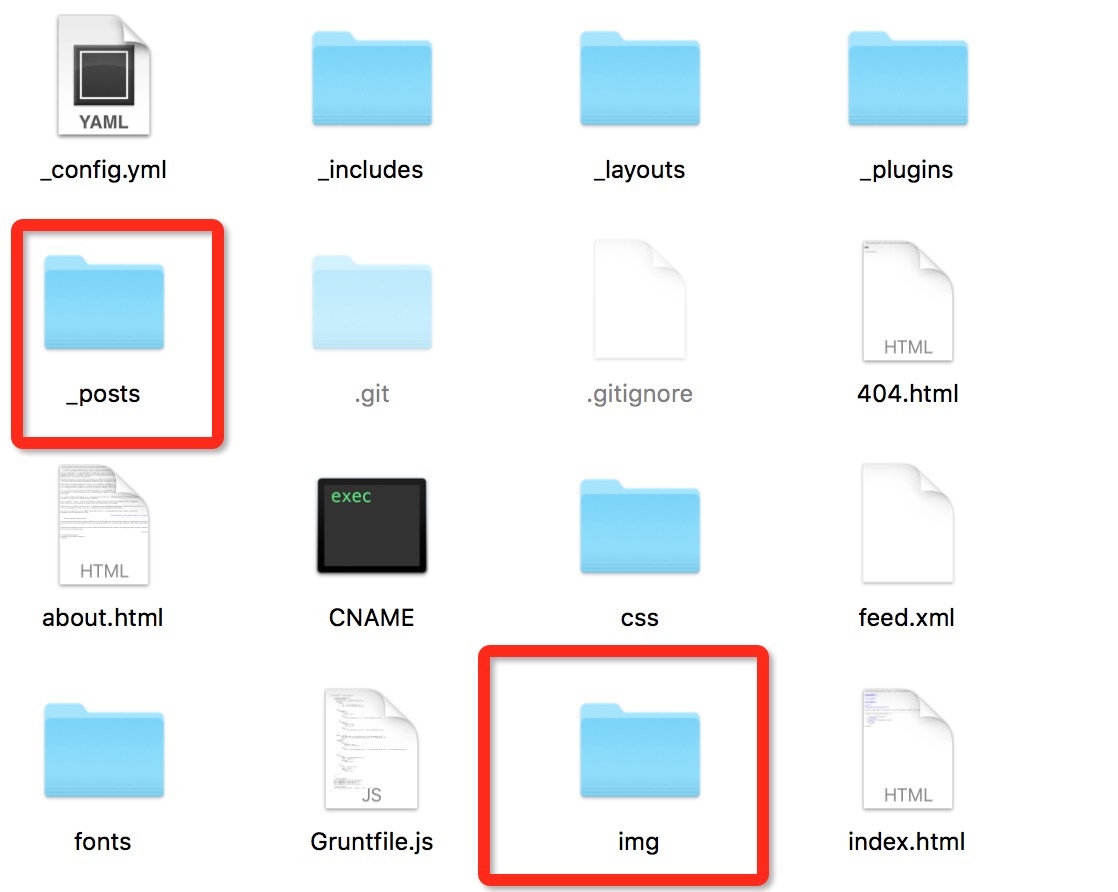 YAML
_config.yml
_includes
_layouts
_plugins
_posts
.git
.gitignore
HTML
404.html
HTML
about.html
exec
CNAME
css
feed.xml
fonts
JS
Gruntfile.js
img
HTML
index.html